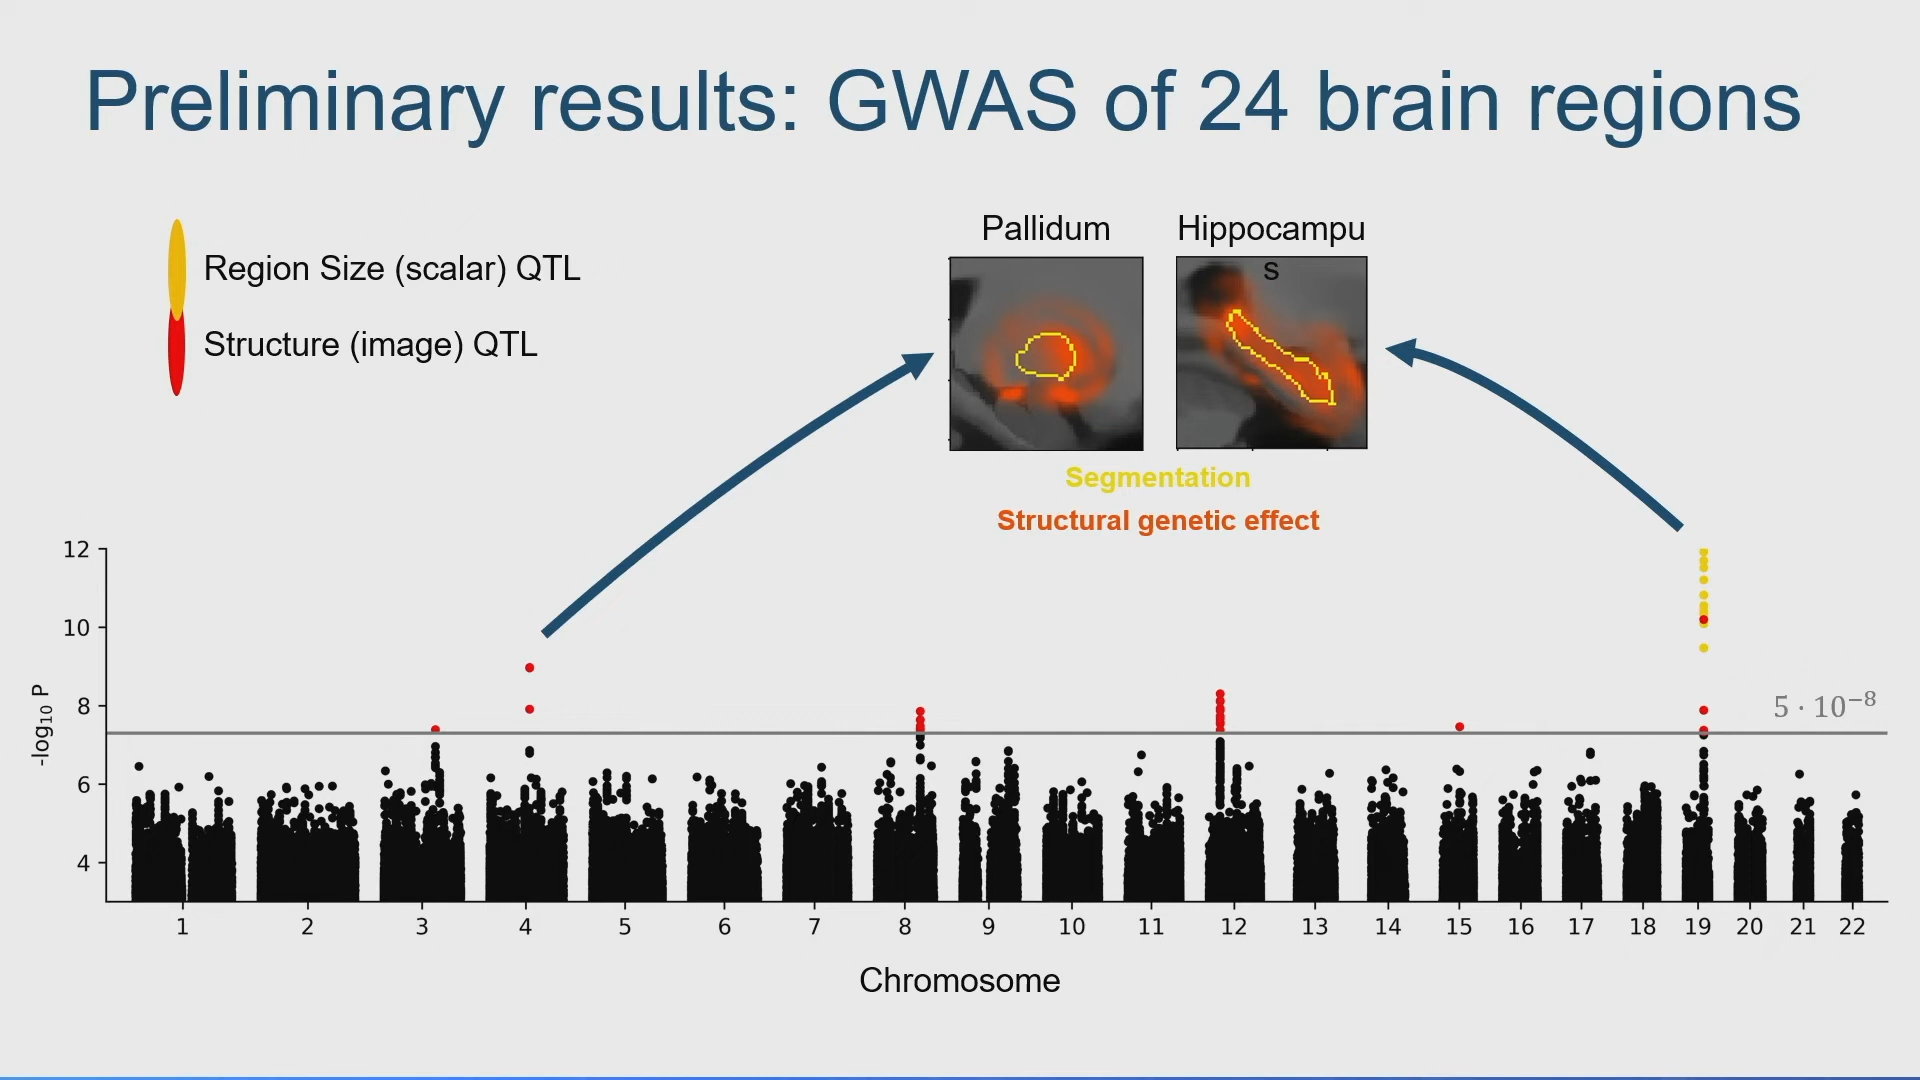 Preliminary results: GWAS of 24 brain regions
Region Size (scalar) QTL
Structure (image) QTL
Pallidum
Hippocampu
s
Segmentation
Structural genetic effect
12
10
8
6
4
-log₁₀ P
5 · 10⁻⁸
1 2 3 4 5 6 7 8 9 10 11 12 13 14 15 16 17 18 19 20 21 22
Chromosome